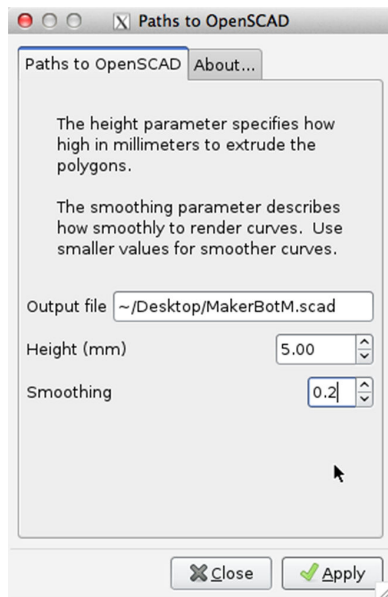 Paths to OpenSCAD
Paths to OpenSCAD About...
The height parameter specifies how
high in millimeters to extrude the
polygons.
The smoothing parameter describes
how smoothly to render curves. Use
smaller values for smoother curves.
Output file ~/Desktop/MakerBotM.scad
Height (mm) 5.00
Smoothing 0.2
Close Apply